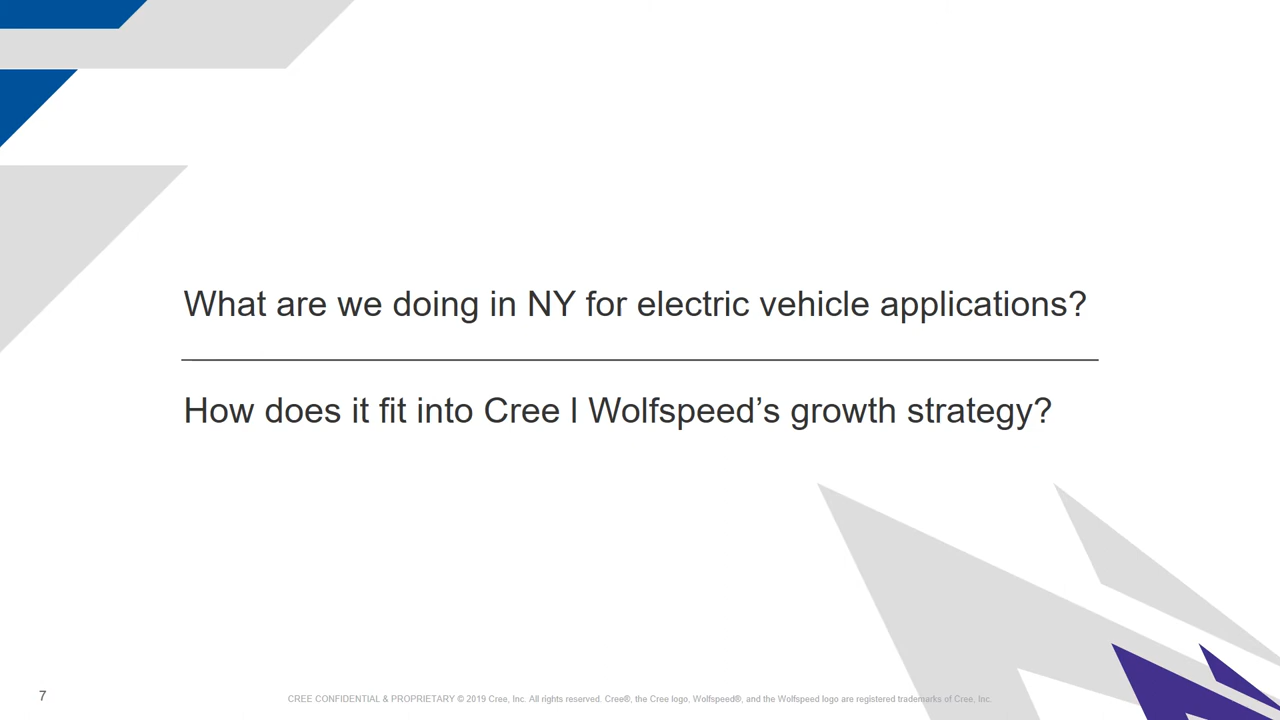 What are we doing in NY for electric vehicle applications?
How does it fit into Cree l Wolfspeed’s growth strategy?
7
CREE CONFIDENTIAL & PROPRIETARY © 2019 Cree, Inc. All rights reserved. Cree®, the Cree logo, Wolfspeed®, and the Wolfspeed logo are registered trademarks of Cree, Inc.